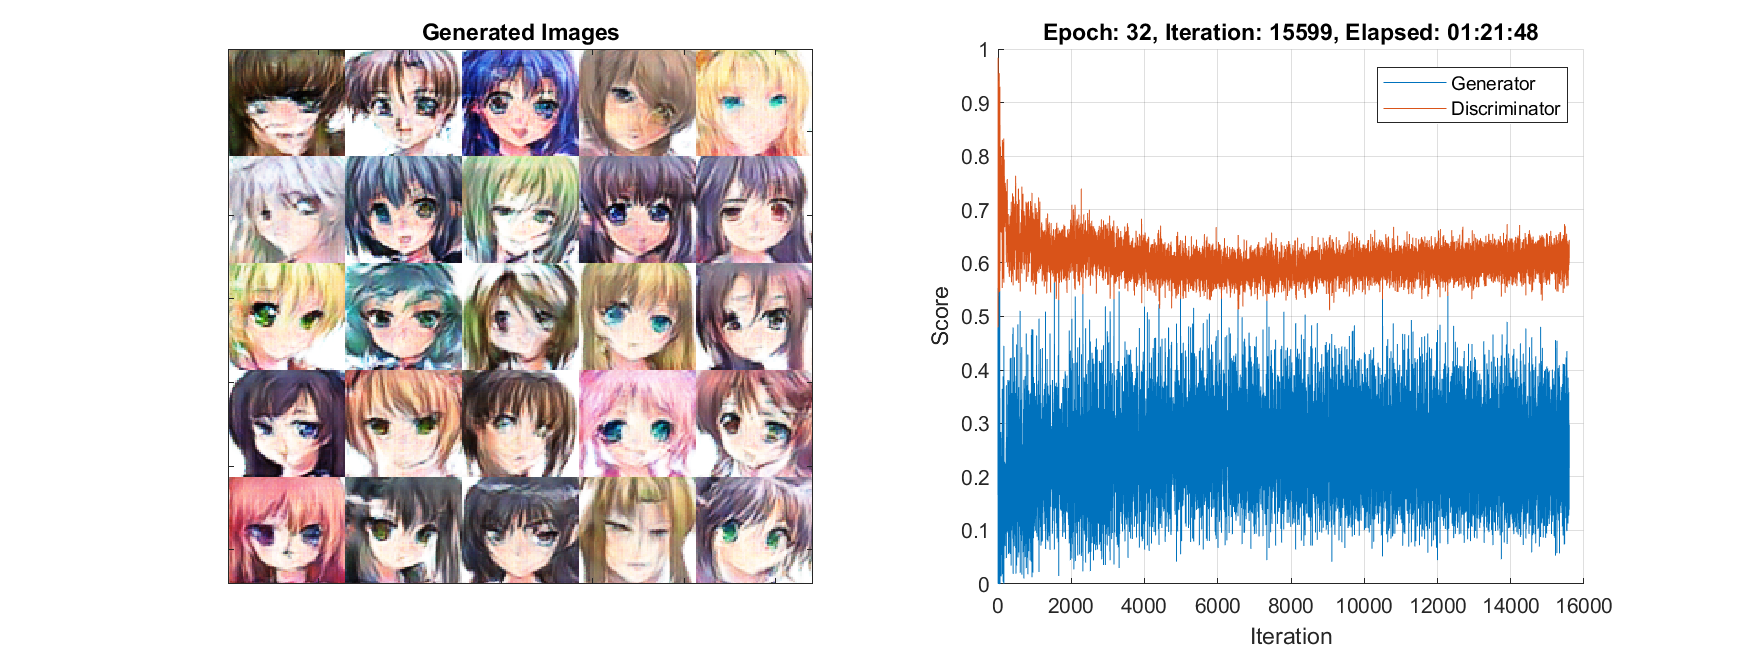 Generated Images
Epoch: 32, Iteration: 15599, Elapsed: 01:21:48
Generator
Discriminator
1
0.9
0.8
0.7
0.6
0.5
0.4
0.3
0.2
0.1
0
Score
0 2000 4000 6000 8000 10000 12000 14000 16000
Iteration